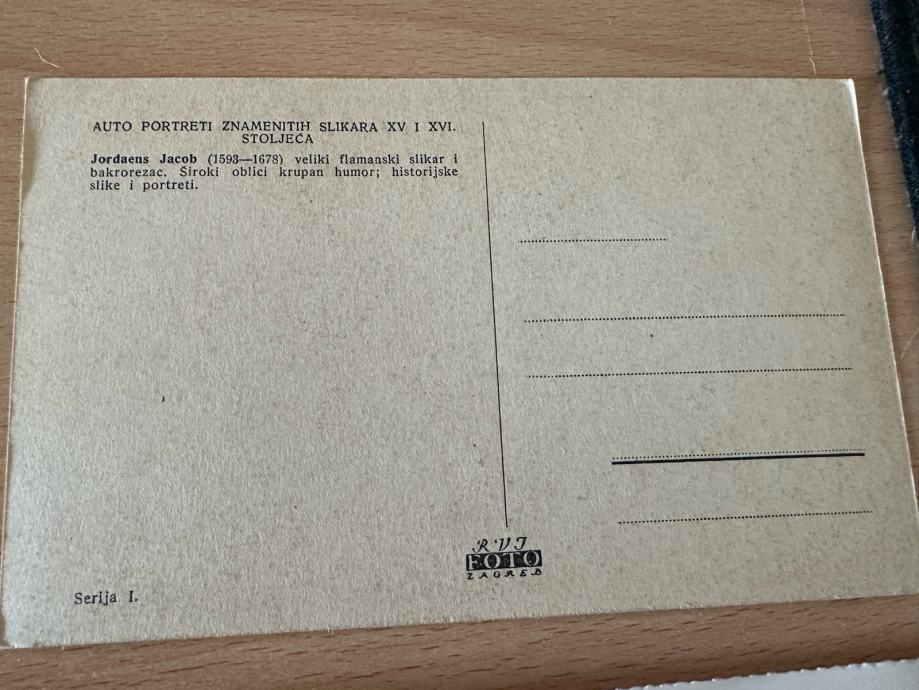 AUTO PORTRETI ZNAMENITIH SLIKARA XV I XVI.
STOLJEĆA
Jordaens Jacob (1593—1678) veliki flamanski slikar i
bakrorezac. Široki oblici krupan humor; historijske
slike i portreti.
RVI
FOTO
ZAGREB
Serija I.